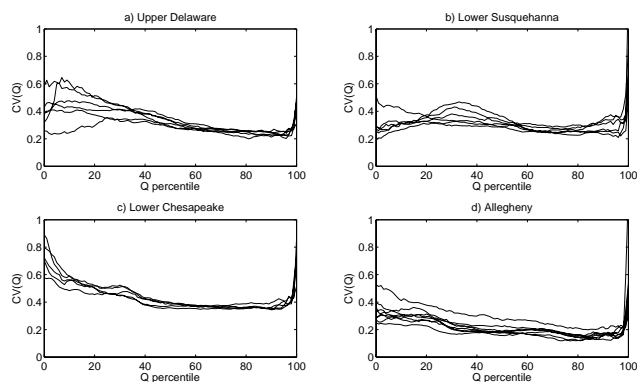 a) Upper Delaware
b) Lower Susquehanna
1
0.8
0.6
0.4
0.2
0
CV(Q)
0 20 40 60 80 100
Q percentile
1
0.8
0.6
0.4
0.2
0
CV(Q)
0 20 40 60 80 100
Q percentile
c) Lower Chesapeake
d) Allegheny
1
0.8
0.6
0.4
0.2
0
CV(Q)
0 20 40 60 80 100
Q percentile
1
0.8
0.6
0.4
0.2
0
CV(Q)
0 20 40 60 80 100
Q percentile